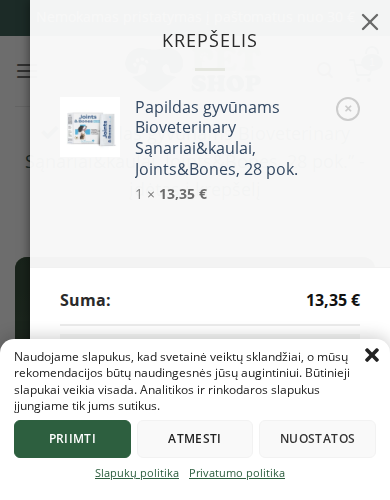 KREPŠELIS
Papildas gyvūnams
Bioveterinary
Sąnariai&kaulai,
Joints&Bones, 28 pok.
1 × 13,35 €
Suma: 13,35 €
Naudojame slapukus, kad svetainė veiktų sklandžiai, o mūsų
rekomendacijos būtų naudingesnės jūsų augintiniui. Būtinieji
slapukai veikia visada. Analitikos ir rinkodaros slapukus
įjungiame tik jums sutikus.
PRIIMTI ATMESTI NUOSTATOS
Slapukų politika Privatumo politika